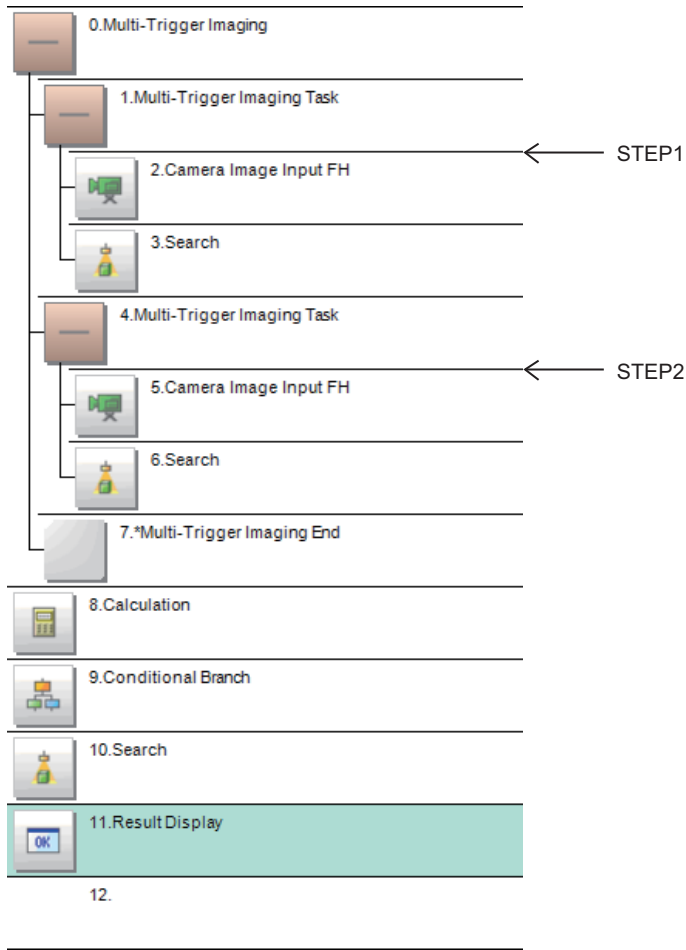 0.Multi-Trigger Imaging
1.Multi-Trigger Imaging Task
STEP1
2.Camera Image Input FH
3.Search
4.Multi-Trigger Imaging Task
STEP2
5.Camera Image Input FH
6.Search
7.*Multi-Trigger Imaging End
8.Calculation
9.Conditional Branch
10.Search
11.Result Display
OK
12.